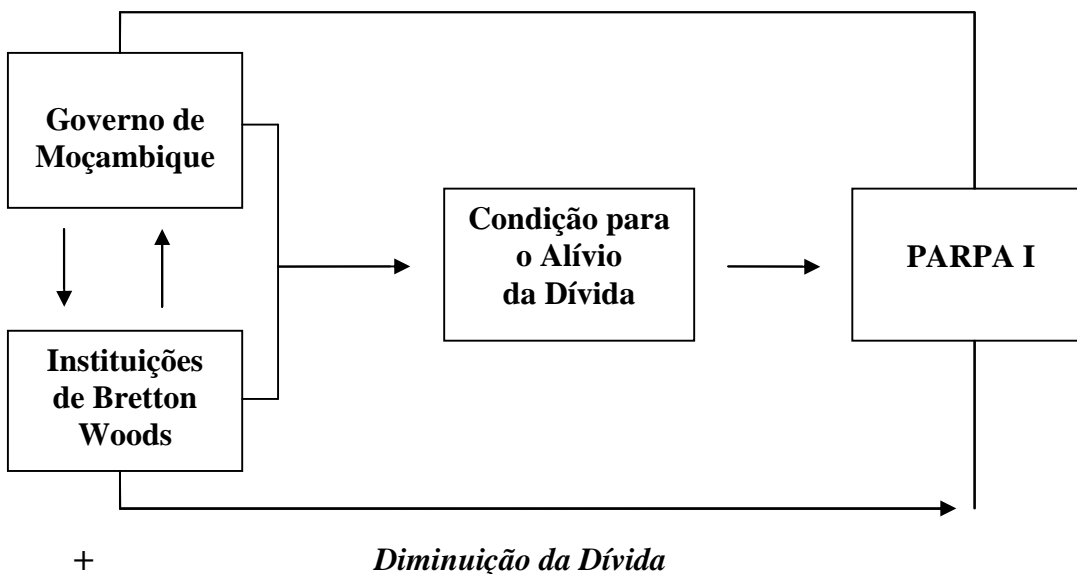 Governo de
Moçambique
Condição para
o Alívio
da Dívida
PARPA I
Instituições
de Bretton
Woods
+ Diminuição da Dívida